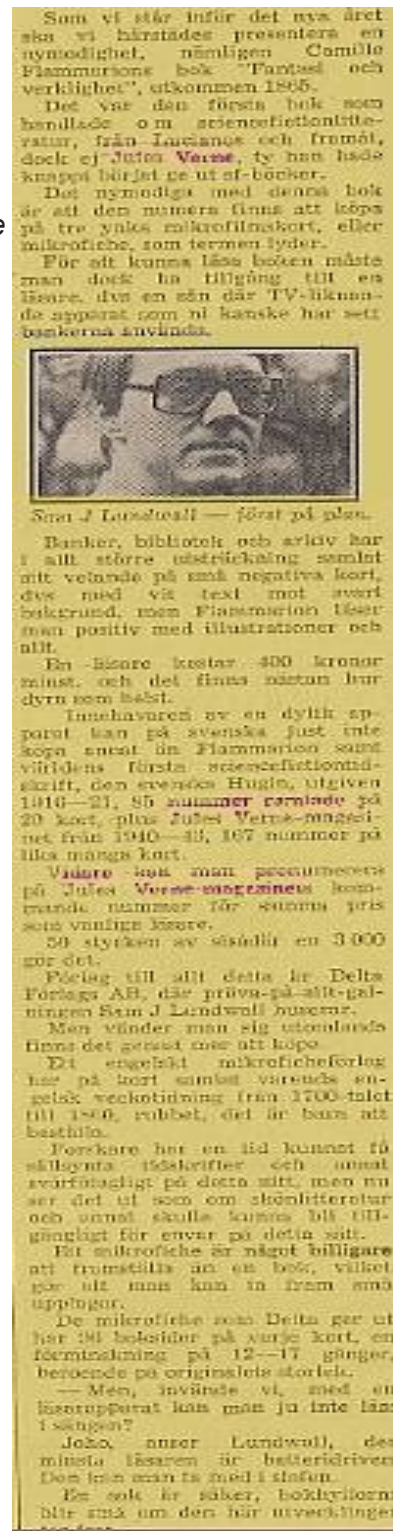 Som vi står inför det nya året
ska vi härstädes presentera en
nymodighet, nämligen Camille
Flammarions bok "Fantasi och
verklighet", utkommen 1865.
Det var den första bok som
handlade om sciencefictionlitte-
ratur, från Lucianos och framåt,
dock ej Jules Verne, ty han hade
knappt börjat ge ut sf-böcker.
Det nymodiga med denna bok
är att den numera finns att köpa
på tre ynka mikrofilmskort, eller
mikrofiche, som termen lyder.
För att kunna läsa boken måste
man dock ha tillgång till en
läsare, dvs en sån där TV-liknan-
de apparat som ni kanske har sett
bankerna använda.
Sam J Lundwall — först på plan.
Banker, bibliotek och arkiv har
i allt större utsträckning samlat
sitt vetande på små negativa kort,
dvs med vit text mot svart
bakgrund, men Flammarion läser
man positiv med illustrationer och
allt.
En läsare kostar 400 kronor
minst, och det finns nästan hur
dyra som helst.
Innehavaren av en dylik ap-
parat kan på svenska just inte
köpa annat än Flammarion samt
världens första sciencefictiontid-
skrift, den svenska Hugin, utgiven
1916—21, 85 nummer samlade på
20 kort, plus Jules Verne-magasi-
net från 1940—43, 167 nummer på
lika många kort.
Vidare kan man prenumerera
på Jules Verne-magasinets kom-
mande nummer för samma pris
som vanliga läsare.
50 stycken av sisådär en 3 000
gör det.
Förlag till allt detta är Delta
Förlags AB, där pröva-på-allt-gal-
ningen Sam J Lundwall huserar.
Men vänder man sig utomlands
finns det genast mer att köpa.
Ett engelskt mikroficheförlag
har på kort samlat varenda en-
gelsk veckotidning från 1700-talet
till 1800, rubbet, det är bara att
beställa.
Forskare har en tid kunnat få
sällsynta tidskrifter och annat
svårfåtagligt på detta sätt, men nu
ser det ut som om skönlitteratur
och annat skulle kunna bli till-
gängligt för envar på detta sätt.
Ett mikrofiche är något billigare
att framställa än en bok, vilket
gör att man kan ta fram små
upplagor.
De mikrofiche som Delta ger ut
har 98 boksidor på varje kort, en
förminskning på 12—17 gånger,
beroende på originalets storlek.
— Men, invände vi, med en
läsarapparat kan man ju inte läsa
i sängen?
Joho, anser Lundwall, den
minsta läsaren är batteridriven
Den kan man ta med i slafen.
En sak är säker, bokhyllorna
blir små om den här utvecklingen